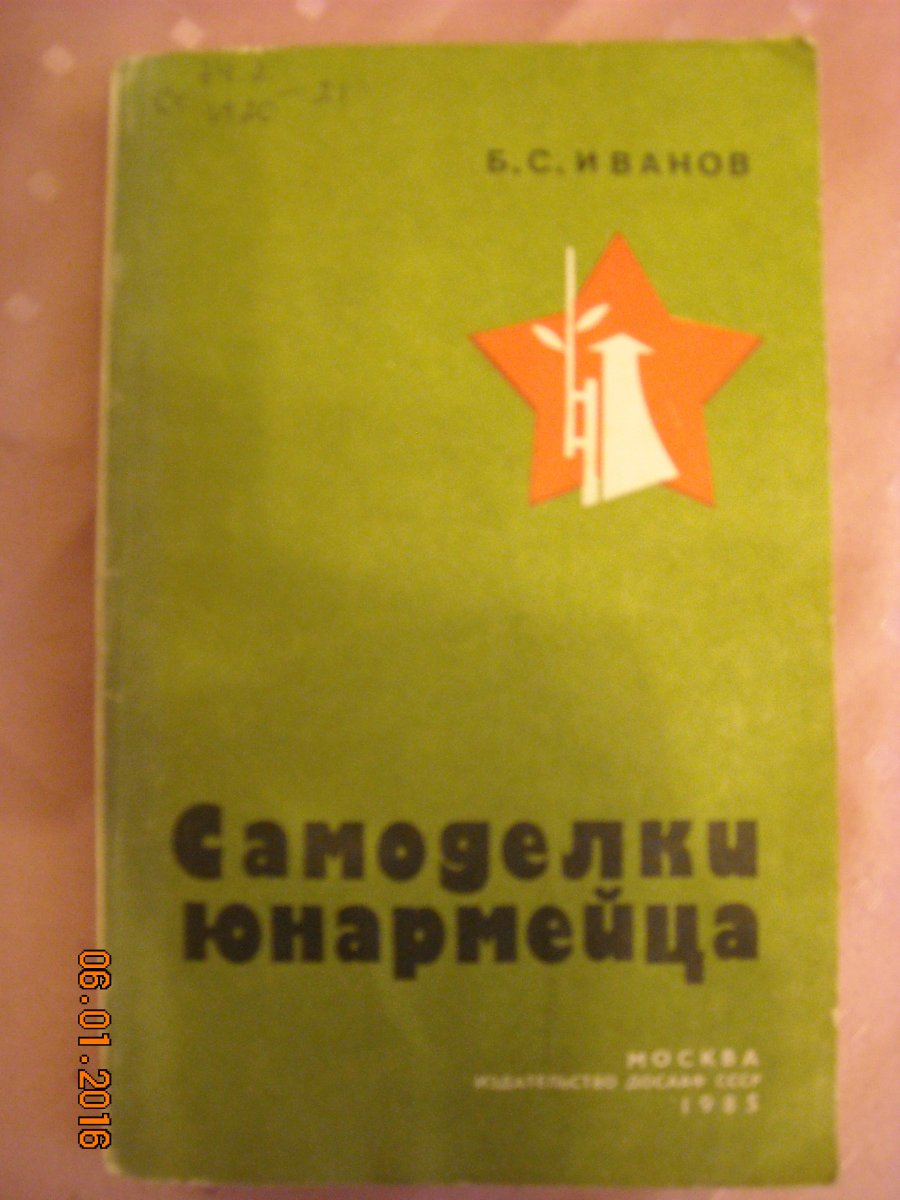 Б. С. ИВАНОВ
Самоделки
юнармейца
МОСКВА
ИЗДАТЕЛЬСТВО ДОСААФ СССР
1985
06.01.2016